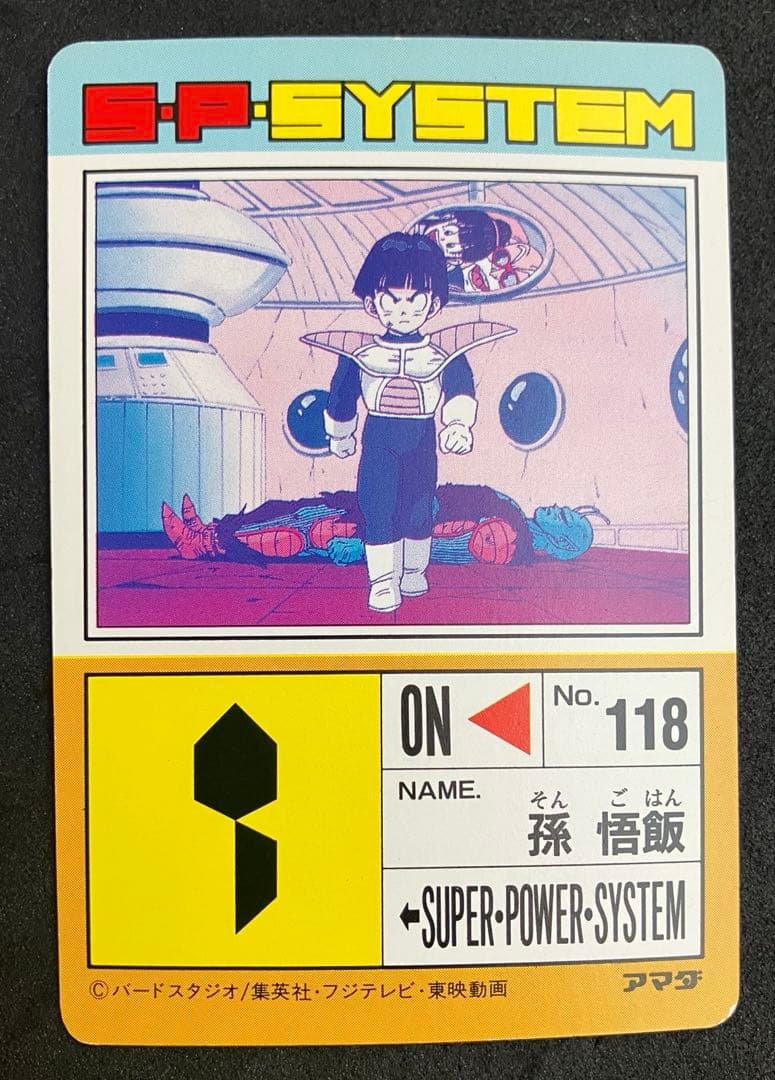 S·P·SYSTEM
ON
No. 118
NAME.
そん ご はん
孫 悟飯
←SUPER·POWER·SYSTEM
©バードスタジオ/集英社・フジテレビ・東映動画
アマダ